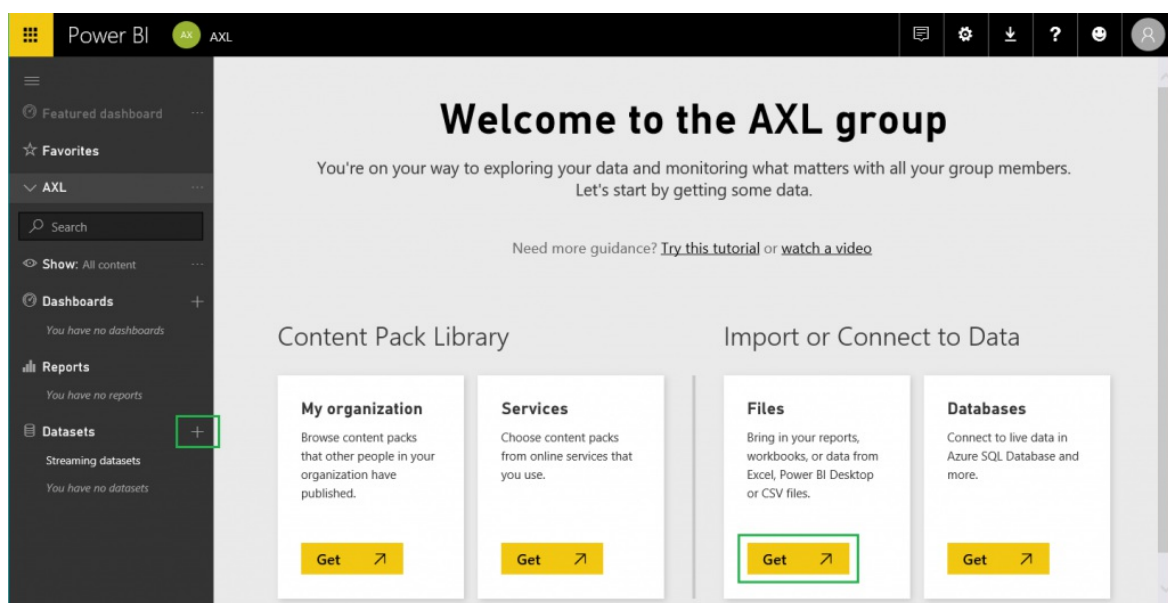 Power BI
AX
AXL
?
Featured dashboard
Favorites
AXL
Search
Show: All content
Dashboards
You have no dashboards
Reports
You have no reports
Datasets
Streaming datasets
You have no datasets
Welcome to the AXL group
You're on your way to exploring your data and monitoring what matters with all your group members.
Let's start by getting some data.
Need more guidance? Try this tutorial or watch a video
Content Pack Library
My organization
Browse content packs
that other people in your
organization have
published.
Get
Services
Choose content packs
from online services that
you use.
Get
Import or Connect to Data
Files
Bring in your reports,
workbooks, or data from
Excel, Power BI Desktop
or CSV files.
Get
Databases
Connect to live data in
Azure SQL Database and
more.
Get